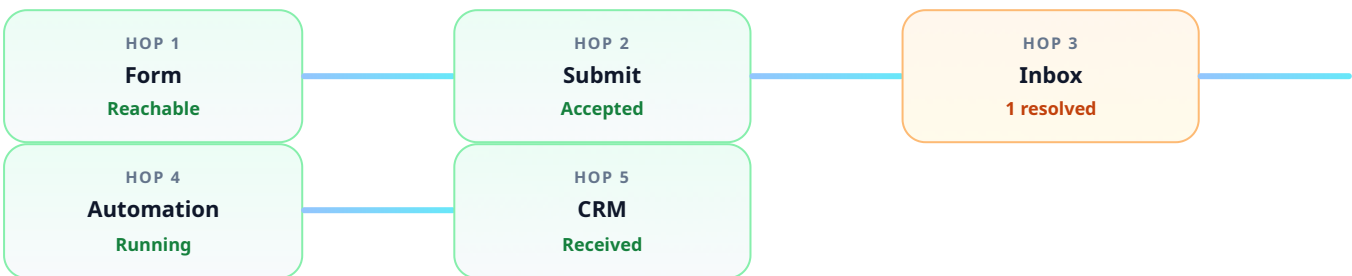 HOP 1
Form
Reachable
HOP 2
Submit
Accepted
HOP 3
Inbox
1 resolved
HOP 4
Automation
Running
HOP 5
CRM
Received